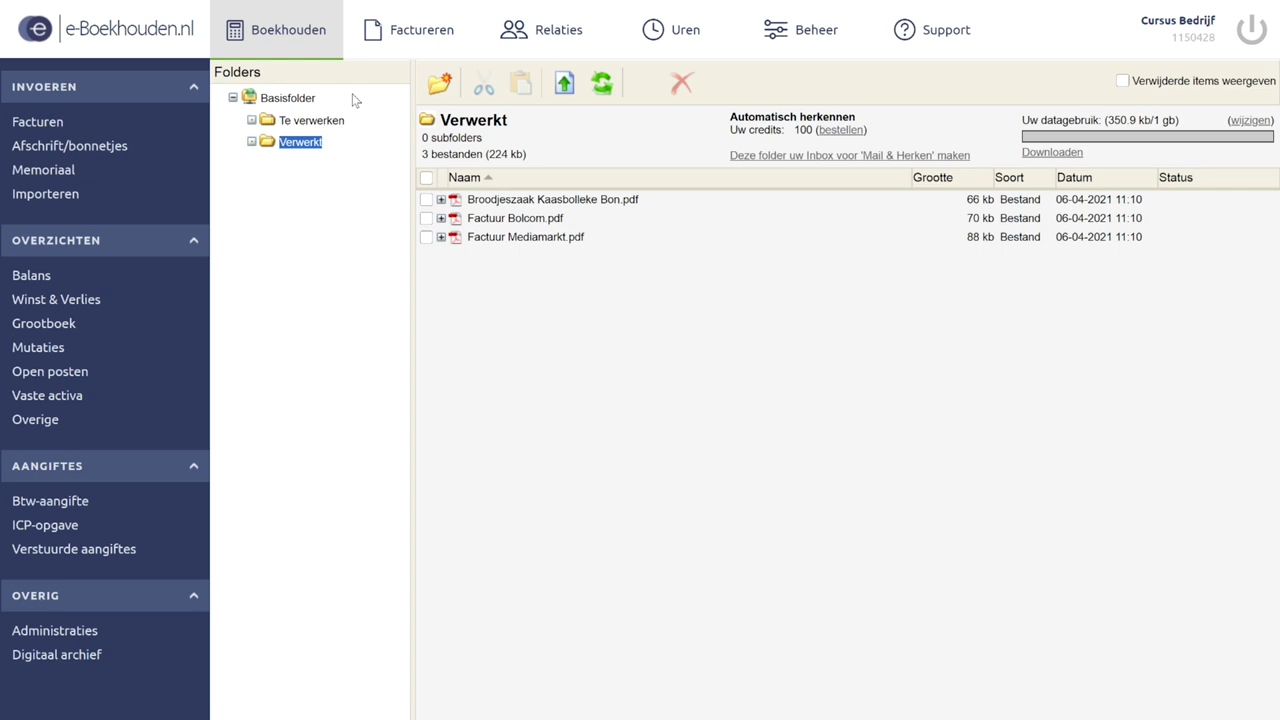 e-Boekhouden.nl
Boekhouden
Factureren
Relaties
Uren
Beheer
Support
Cursus Bedrijf
1150428
INVOEREN
Facturen
Afschrift/bonnetjes
Memoriaal
Importeren
OVERZICHTEN
Balans
Winst & Verlies
Grootboek
Mutaties
Open posten
Vaste activa
Overige
AANGIFTES
Btw-aangifte
ICP-opgave
Verstuurde aangiftes
OVERIG
Administraties
Digitaal archief
Folders
Basisfolder
Te verwerken
Verwerkt
Verwijderde items weergeven
Verwerkt
0 subfolders
3 bestanden (224 kb)
Automatisch herkennen
Uw credits: 100 (bestellen)
Deze folder uw Inbox voor 'Mail & Herken' maken
Uw datagebruik: (350.9 kb/1 gb) (wijzigen)
Downloaden
Naam Grootte Soort Datum Status
Broodjeszaak Kaasbolleke Bon.pdf 66 kb Bestand 06-04-2021 11:10
Factuur Bolcom.pdf 70 kb Bestand 06-04-2021 11:10
Factuur Mediamarkt.pdf 88 kb Bestand 06-04-2021 11:10